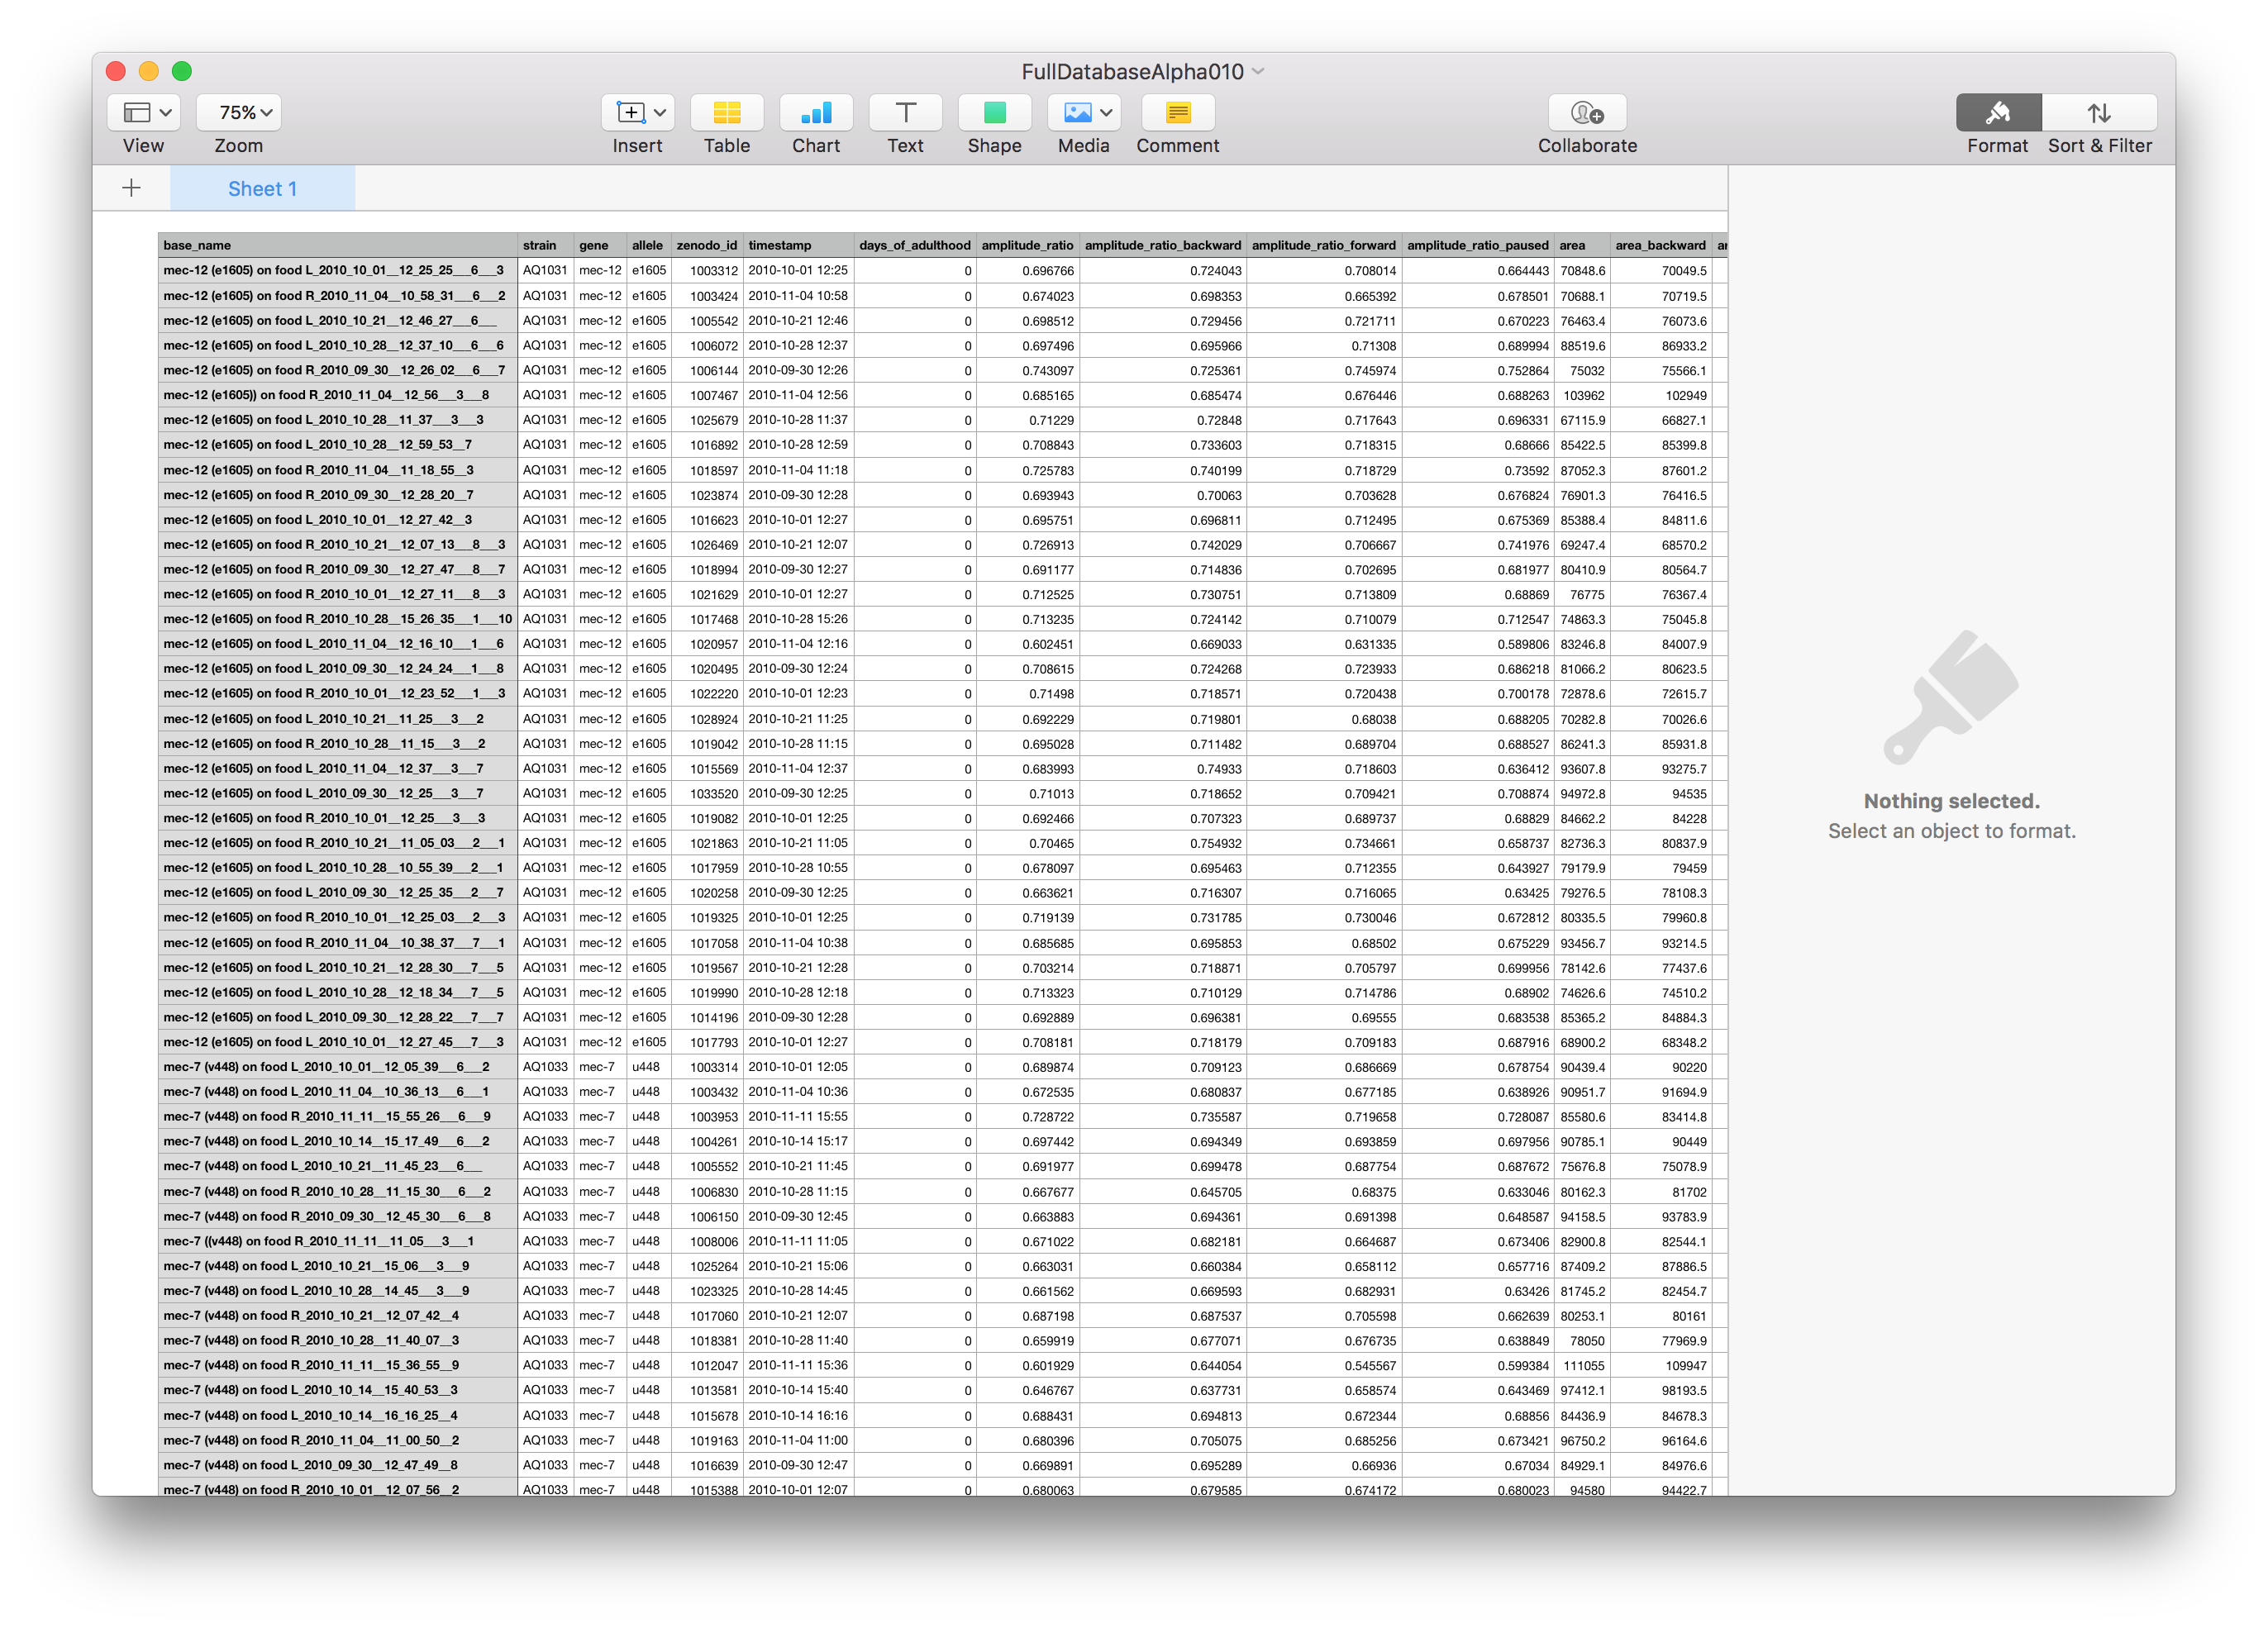 FullDatabaseAlpha010
75%
View Zoom Insert Table Chart Text Shape Media Comment Collaborate Format Sort & Filter
Sheet 1
base_name strain gene allele zenodo_id timestamp days_of_adulthood amplitude_ratio amplitude_ratio_backward amplitude_ratio_forward amplitude_ratio_paused area area_backward
mec-12 (e1605) on food L_2010_10_01__12_25_25___6___3 AQ1031 mec-12 e1605 1003312 2010-10-01 12:25 0 0.696766 0.724043 0.708014 0.664443 70848.6 70049.5
mec-12 (e1605) on food R_2010_11_04__10_58_31___6___2 AQ1031 mec-12 e1605 1003424 2010-11-04 10:58 0 0.674023 0.698353 0.665392 0.678501 70688.1 70719.5
mec-12 (e1605) on food L_2010_10_21__12_46_27___6___ AQ1031 mec-12 e1605 1005542 2010-10-21 12:46 0 0.698512 0.729456 0.721711 0.670223 76463.4 76073.6
mec-12 (e1605) on food L_2010_10_28__12_37_10___6___6 AQ1031 mec-12 e1605 1006072 2010-10-28 12:37 0 0.697496 0.695966 0.71308 0.689994 88519.6 86933.2
mec-12 (e1605) on food R_2010_09_30__12_26_02___6___7 AQ1031 mec-12 e1605 1006144 2010-09-30 12:26 0 0.743097 0.725361 0.745974 0.752864 75032 75566.1
mec-12 (e1605)) on food R_2010_11_04__12_56___3___8 AQ1031 mec-12 e1605 1007467 2010-11-04 12:56 0 0.685165 0.685474 0.676446 0.688263 103962 102949
mec-12 (e1605) on food L_2010_10_28__11_37___3___3 AQ1031 mec-12 e1605 1025679 2010-10-28 11:37 0 0.71229 0.72848 0.717643 0.696331 67115.9 66827.1
mec-12 (e1605) on food L_2010_10_28__12_59_53__7 AQ1031 mec-12 e1605 1016892 2010-10-28 12:59 0 0.708843 0.733603 0.718315 0.68666 85422.5 85399.8
mec-12 (e1605) on food R_2010_11_04__11_18_55__3 AQ1031 mec-12 e1605 1018597 2010-11-04 11:18 0 0.725783 0.740199 0.718729 0.73592 87052.3 87601.2
mec-12 (e1605) on food R_2010_09_30__12_28_20__7 AQ1031 mec-12 e1605 1023874 2010-09-30 12:28 0 0.693943 0.70063 0.703628 0.676824 76901.3 76416.5
mec-12 (e1605) on food L_2010_10_01__12_27_42__3 AQ1031 mec-12 e1605 1016623 2010-10-01 12:27 0 0.695751 0.696811 0.712495 0.675369 85388.4 84811.6
mec-12 (e1605) on food R_2010_10_21__12_07_13___8___3 AQ1031 mec-12 e1605 1026469 2010-10-21 12:07 0 0.726913 0.742029 0.706667 0.741976 69247.4 68570.2
mec-12 (e1605) on food R_2010_09_30__12_27_47___8___7 AQ1031 mec-12 e1605 1018994 2010-09-30 12:27 0 0.691177 0.714836 0.702695 0.681977 80410.9 80564.7
mec-12 (e1605) on food R_2010_10_01__12_27_11___8___3 AQ1031 mec-12 e1605 1021629 2010-10-01 12:27 0 0.712525 0.730751 0.713809 0.68869 76775 76367.4
mec-12 (e1605) on food R_2010_10_28__15_26_35___1___10 AQ1031 mec-12 e1605 1017468 2010-10-28 15:26 0 0.713235 0.724142 0.710079 0.712547 74863.3 75045.8
mec-12 (e1605) on food L_2010_11_04__12_16_10___1___6 AQ1031 mec-12 e1605 1020957 2010-11-04 12:16 0 0.602451 0.669033 0.631335 0.589806 83246.8 84007.9
mec-12 (e1605) on food L_2010_09_30__12_24_24___1___8 AQ1031 mec-12 e1605 1020495 2010-09-30 12:24 0 0.708615 0.724268 0.723933 0.686218 81066.2 80623.5
mec-12 (e1605) on food R_2010_10_01__12_23_52___1___3 AQ1031 mec-12 e1605 1022220 2010-10-01 12:23 0 0.71498 0.718571 0.720438 0.700178 72878.6 72615.7
mec-12 (e1605) on food L_2010_10_21__11_25___3___2 AQ1031 mec-12 e1605 1028924 2010-10-21 11:25 0 0.692229 0.719801 0.68038 0.688205 70282.8 70026.6
mec-12 (e1605) on food R_2010_10_28__11_15___3___2 AQ1031 mec-12 e1605 1019042 2010-10-28 11:15 0 0.695028 0.711482 0.689704 0.688527 86241.3 85931.8
mec-12 (e1605) on food L_2010_11_04__12_37___3___7 AQ1031 mec-12 e1605 1015569 2010-11-04 12:37 0 0.683993 0.74933 0.718603 0.636412 93607.8 93275.7
mec-12 (e1605) on food L_2010_09_30__12_25___3___7 AQ1031 mec-12 e1605 1033520 2010-09-30 12:25 0 0.71013 0.718652 0.709421 0.708874 94972.8 94535
mec-12 (e1605) on food R_2010_10_01__12_25___3___3 AQ1031 mec-12 e1605 1019082 2010-10-01 12:25 0 0.692466 0.707323 0.689737 0.68829 84662.2 84228
mec-12 (e1605) on food R_2010_10_21__11_05_03___2___1 AQ1031 mec-12 e1605 1021863 2010-10-21 11:05 0 0.70465 0.754932 0.734661 0.658737 82736.3 80837.9
mec-12 (e1605) on food L_2010_10_28__10_55_39___2___1 AQ1031 mec-12 e1605 1017959 2010-10-28 10:55 0 0.678097 0.695463 0.712355 0.643927 79179.9 79459
mec-12 (e1605) on food L_2010_09_30__12_25_35___2___7 AQ1031 mec-12 e1605 1020258 2010-09-30 12:25 0 0.663621 0.716307 0.716065 0.63425 79276.5 78108.3
mec-12 (e1605) on food R_2010_10_01__12_25_03___2___3 AQ1031 mec-12 e1605 1019325 2010-10-01 12:25 0 0.719139 0.731785 0.730046 0.672812 80335.5 79960.8
mec-12 (e1605) on food R_2010_11_04__10_38_37___7___1 AQ1031 mec-12 e1605 1017058 2010-11-04 10:38 0 0.685685 0.695853 0.68502 0.675229 93456.7 93214.5
mec-12 (e1605) on food L_2010_10_21__12_28_30___7___5 AQ1031 mec-12 e1605 1019567 2010-10-21 12:28 0 0.703214 0.718871 0.705797 0.699956 78142.6 77437.6
mec-12 (e1605) on food L_2010_10_28__12_18_34___7___5 AQ1031 mec-12 e1605 1019990 2010-10-28 12:18 0 0.713323 0.710129 0.714786 0.68902 74626.6 74510.2
mec-12 (e1605) on food L_2010_09_30__12_28_22___7___7 AQ1031 mec-12 e1605 1014196 2010-09-30 12:28 0 0.692889 0.696381 0.69555 0.683538 85365.2 84884.3
mec-12 (e1605) on food L_2010_10_01__12_27_45___7___3 AQ1031 mec-12 e1605 1017793 2010-10-01 12:27 0 0.708181 0.718179 0.709183 0.687916 68900.2 68348.2
mec-7 (v448) on food L_2010_10_01__12_05_39___6___2 AQ1033 mec-7 u448 1003314 2010-10-01 12:05 0 0.689874 0.709123 0.686669 0.678754 90439.4 90220
mec-7 (v448) on food L_2010_11_04__10_36_13___6___1 AQ1033 mec-7 u448 1003432 2010-11-04 10:36 0 0.672535 0.680837 0.677185 0.638926 90951.7 91694.9
mec-7 (v448) on food R_2010_11_11__15_55_26___6___9 AQ1033 mec-7 u448 1003953 2010-11-11 15:55 0 0.728722 0.735587 0.719658 0.728087 85580.6 83414.8
mec-7 (v448) on food L_2010_10_14__15_17_49___6___2 AQ1033 mec-7 u448 1004261 2010-10-14 15:17 0 0.697442 0.694349 0.693859 0.697956 90785.1 90449
mec-7 (v448) on food L_2010_10_21__11_45_23___6___ AQ1033 mec-7 u448 1005552 2010-10-21 11:45 0 0.691977 0.699478 0.687754 0.687672 75676.8 75078.9
mec-7 (v448) on food R_2010_10_28__11_15_30___6___2 AQ1033 mec-7 u448 1006830 2010-10-28 11:15 0 0.667677 0.645705 0.68375 0.633046 80162.3 81702
mec-7 (v448) on food R_2010_09_30__12_45_30___6___8 AQ1033 mec-7 u448 1006150 2010-09-30 12:45 0 0.663883 0.694361 0.691398 0.648587 94158.5 93783.9
mec-7 ((v448) on food R_2010_11_11__11_05___3___1 AQ1033 mec-7 u448 1008006 2010-11-11 11:05 0 0.671022 0.682181 0.664687 0.673406 82900.8 82544.1
mec-7 (v448) on food L_2010_10_21__15_06___3___9 AQ1033 mec-7 u448 1025264 2010-10-21 15:06 0 0.663031 0.660384 0.658112 0.657716 87409.2 87886.5
mec-7 (v448) on food L_2010_10_28__14_45___3___9 AQ1033 mec-7 u448 1023325 2010-10-28 14:45 0 0.661562 0.669593 0.682931 0.63426 81745.2 82454.7
mec-7 (v448) on food R_2010_10_21__12_07_42__4 AQ1033 mec-7 u448 1017060 2010-10-21 12:07 0 0.687198 0.687537 0.705598 0.662639 80253.1 80161
mec-7 (v448) on food R_2010_10_28__11_40_07__3 AQ1033 mec-7 u448 1018381 2010-10-28 11:40 0 0.659919 0.677071 0.676735 0.638849 78050 77969.9
mec-7 (v448) on food R_2010_11_11__15_36_55__9 AQ1033 mec-7 u448 1012047 2010-11-11 15:36 0 0.601929 0.644054 0.545567 0.599384 111055 109947
mec-7 (v448) on food L_2010_10_14__15_40_53__3 AQ1033 mec-7 u448 1013581 2010-10-14 15:40 0 0.646767 0.637731 0.658574 0.643469 97412.1 98193.5
mec-7 (v448) on food L_2010_10_14__16_16_25__4 AQ1033 mec-7 u448 1015678 2010-10-14 16:16 0 0.688431 0.694813 0.672344 0.68856 84436.9 84678.3
mec-7 (v448) on food R_2010_11_04__11_00_50__2 AQ1033 mec-7 u448 1019163 2010-11-04 11:00 0 0.680396 0.705075 0.685256 0.673421 96750.2 96164.6
mec-7 (v448) on food L_2010_09_30__12_47_49__8 AQ1033 mec-7 u448 1016639 2010-09-30 12:47 0 0.669891 0.695289 0.66936 0.67034 84929.1 84976.6
mec-7 (v448) on food R_2010_10_01__12_07_56__2 AQ1033 mec-7 u448 1015388 2010-10-01 12:07 0 0.680063 0.679585 0.674172 0.680023 94580 94422.7
Nothing selected.
Select an object to format.